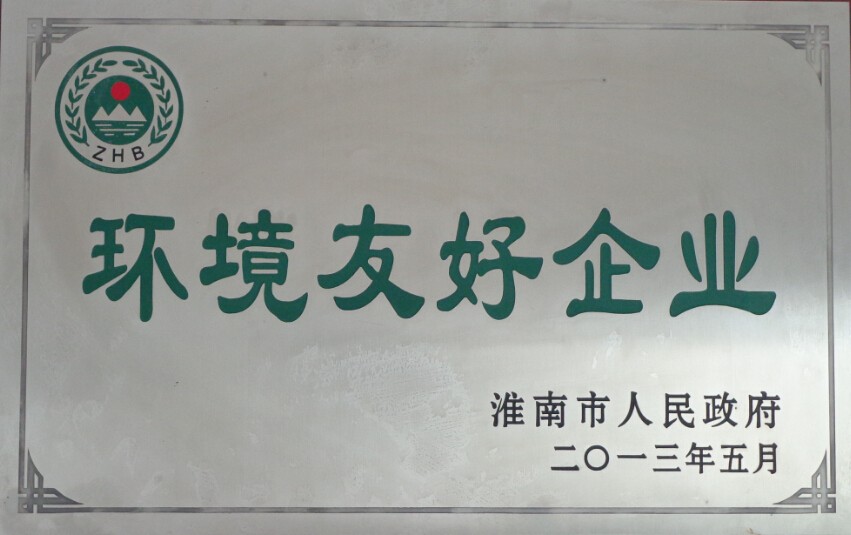 ZHB
环境友好企业
淮南市人民政府
二〇一三年五月